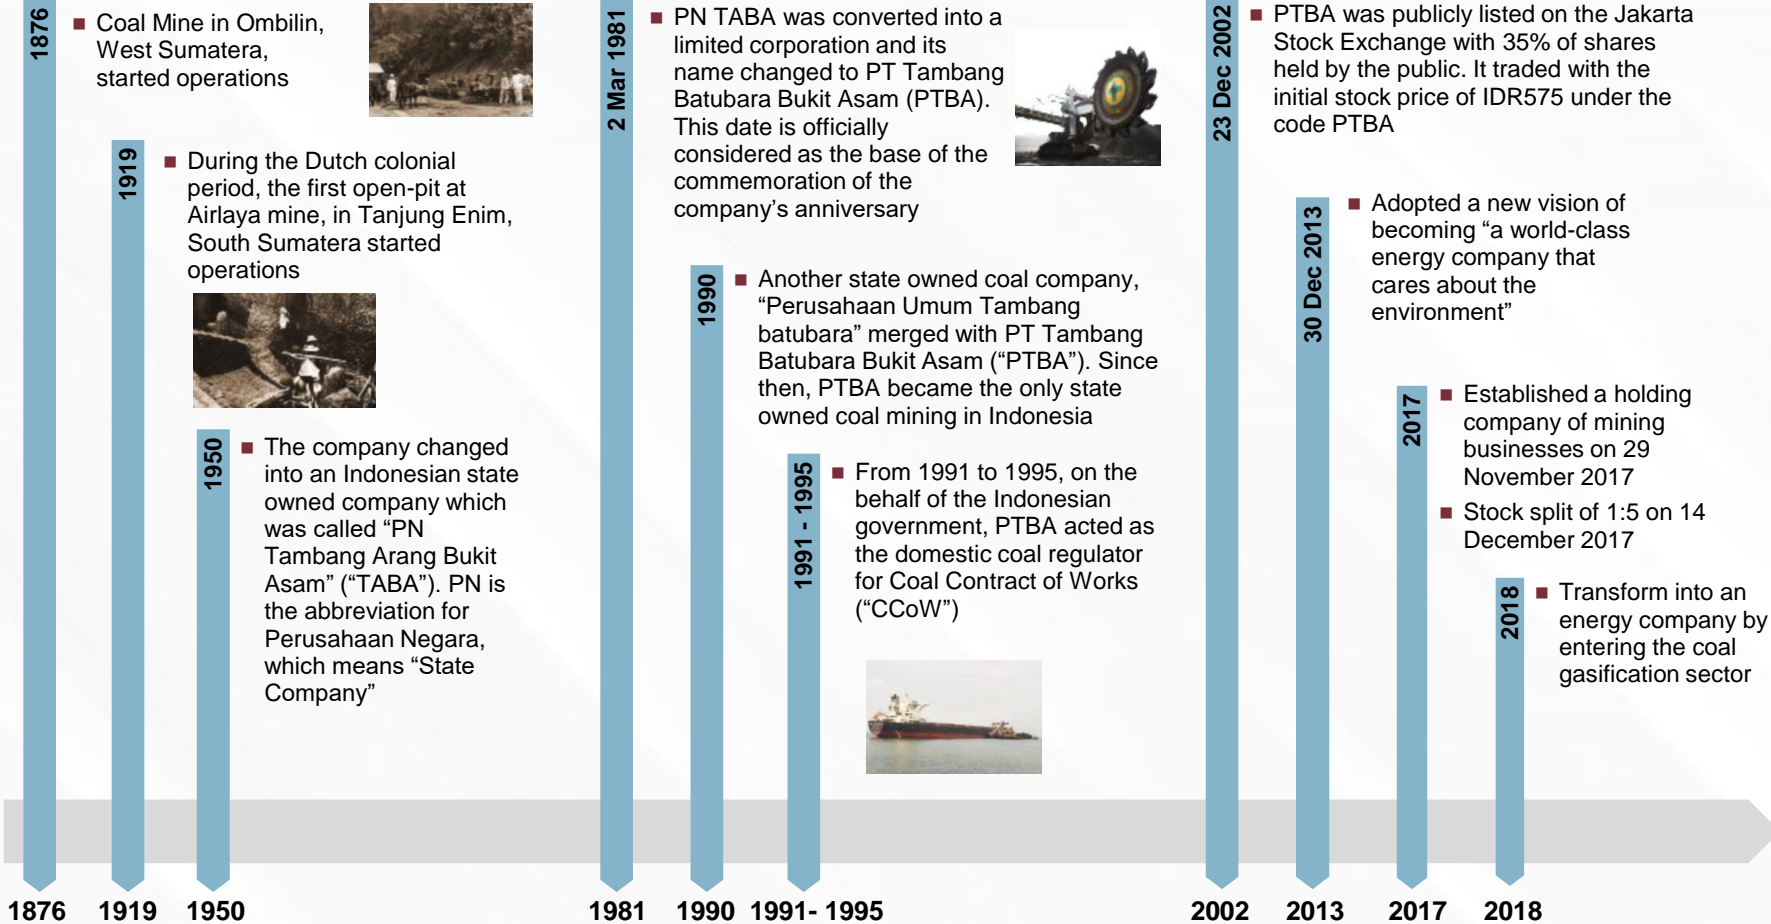 1876
Coal Mine in Ombilin,
West Sumatera,
started operations
1919
During the Dutch colonial
period, the first open-pit at
Airlaya mine, in Tanjung Enim,
South Sumatera started
operations
1950
The company changed
into an Indonesian state
owned company which
was called “PN
Tambang Arang Bukit
Asam” (“TABA”). PN is
the abbreviation for
Perusahaan Negara,
which means “State
Company”
2 Mar 1981
PN TABA was converted into a
limited corporation and its
name changed to PT Tambang
Batubara Bukit Asam (PTBA).
This date is officially
considered as the base of the
commemoration of the
company’s anniversary
1990
Another state owned coal company,
“Perusahaan Umum Tambang
batubara” merged with PT Tambang
Batubara Bukit Asam (“PTBA”). Since
then, PTBA became the only state
owned coal mining in Indonesia
1991 - 1995
From 1991 to 1995, on the
behalf of the Indonesian
government, PTBA acted as
the domestic coal regulator
for Coal Contract of Works
(“CCoW”)
23 Dec 2002
PTBA was publicly listed on the Jakarta
Stock Exchange with 35% of shares
held by the public. It traded with the
initial stock price of IDR575 under the
code PTBA
30 Dec 2013
Adopted a new vision of
becoming “a world-class
energy company that
cares about the
environment”
2017
Established a holding
company of mining
businesses on 29
November 2017
Stock split of 1:5 on 14
December 2017
2018
Transform into an
energy company by
entering the coal
gasification sector
1876 1919 1950 1981 1990 1991- 1995 2002 2013 2017 2018